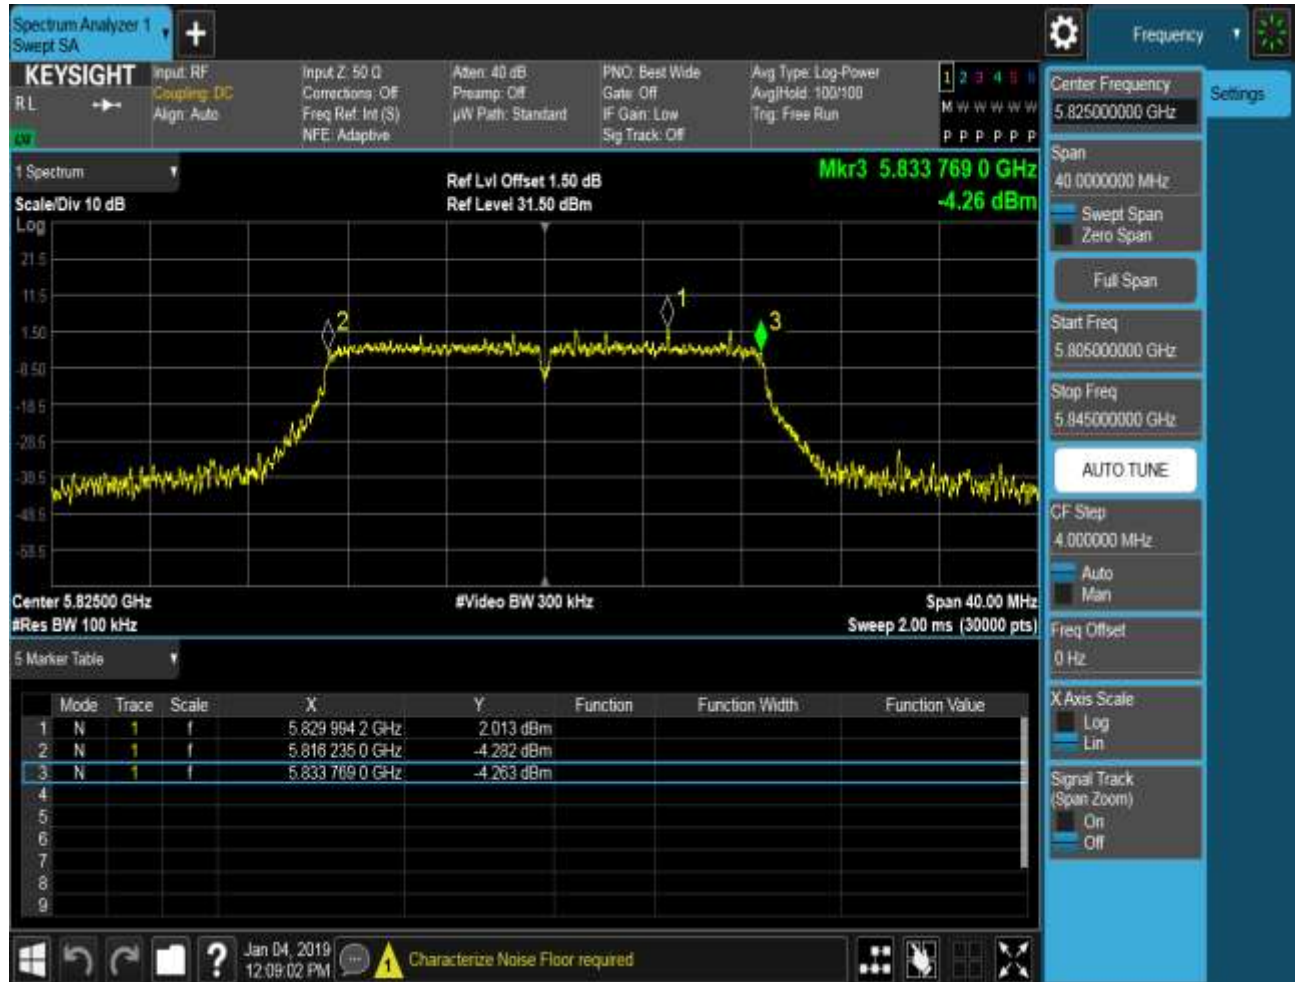 Spectrum Analyzer 1
Swept SA
Frequency
KEYSIGHT
R L
Input: RF
Coupling: DC
Align: Auto
Input Z: 50 Ω
Corrections: Off
Freq Ref: Int (S)
NFE: Adaptive
Atten: 40 dB
Preamp: Off
µW Path: Standard
PNO: Best Wide
Gate: Off
IF Gain: Low
Sig Track: Off
Avg Type: Log-Power
Avg|Hold: 100/100
Trig: Free Run
1 2 3 4 5 6
M W W W W W
P P P P P P
1 Spectrum
Scale/Div 10 dB
Ref Lvl Offset 1.50 dB
Ref Level 31.50 dBm
Mkr3 5.833 769 0 GHz
-4.26 dBm
Log
21.5
11.5
1.50
-8.50
-18.5
-28.5
-38.5
-48.5
-58.5
2
1
3
Center 5.82500 GHz
#Video BW 300 kHz
Span 40.00 MHz
#Res BW 100 kHz
Sweep 2.00 ms (30000 pts)
5 Marker Table
Mode Trace Scale X Y Function Function Width Function Value
1 N 1 f 5.829 994 2 GHz 2.013 dBm
2 N 1 f 5.816 235 0 GHz -4.282 dBm
3 N 1 f 5.833 769 0 GHz -4.263 dBm
4
5
6
7
8
9
Jan 04, 2019
12:09:02 PM
Characterize Noise Floor required
Settings
Center Frequency
5.825000000 GHz
Span
40.0000000 MHz
Swept Span
Zero Span
Full Span
Start Freq
5.805000000 GHz
Stop Freq
5.845000000 GHz
AUTO TUNE
CF Step
4.000000 MHz
Auto
Man
Freq Offset
0 Hz
X Axis Scale
Log
Lin
Signal Track
(Span Zoom)
On
Off